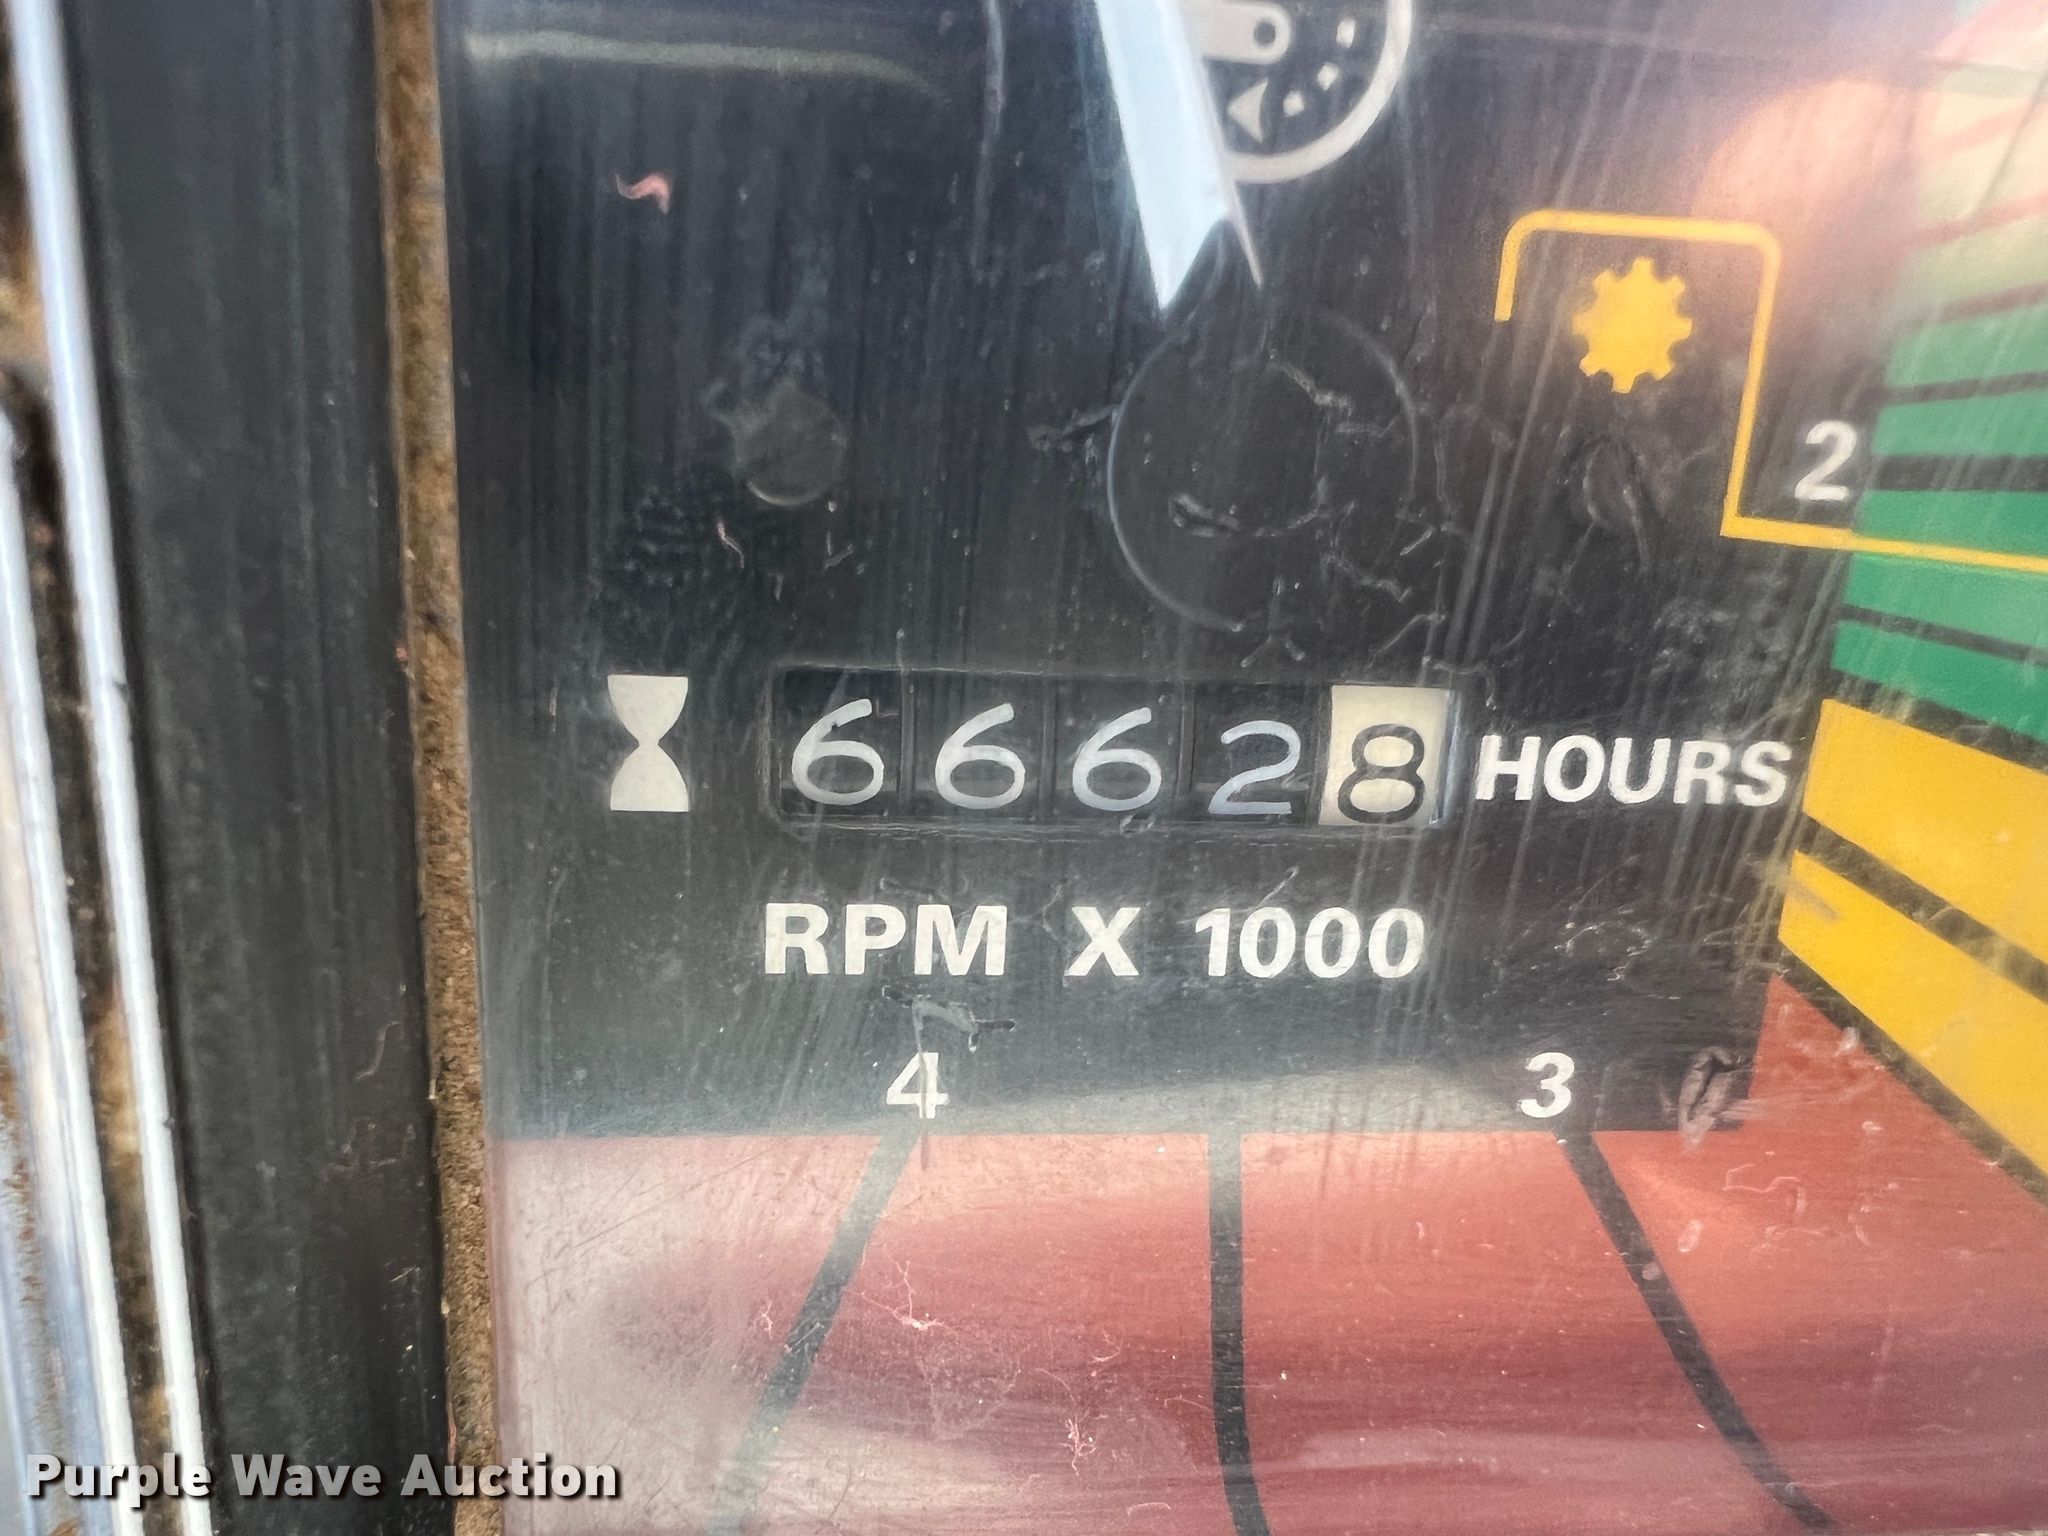 2
66628 HOURS
RPM X 1000
4 3
Purple Wave Auction